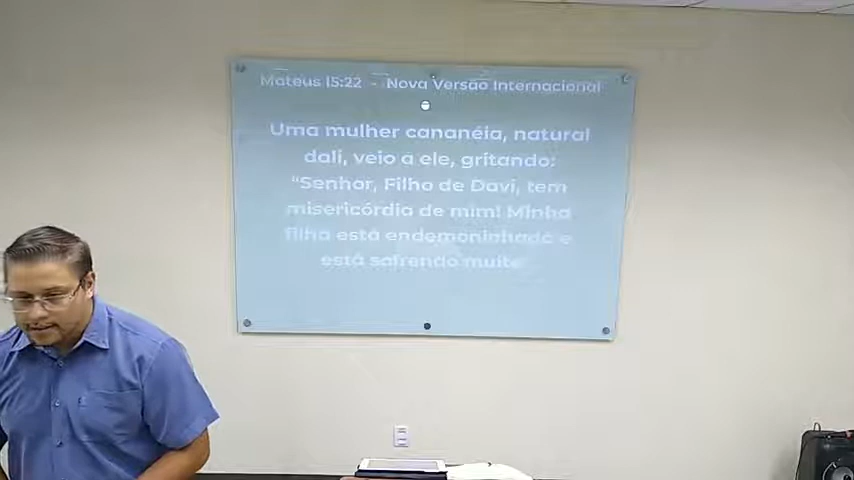 Mateus 15:22 - Nova Versão Internacional
Uma mulher cananéia, natural
dali, veio a ele, gritando:
"Senhor, Filho de Davi, tem
misericórdia de mim! Minha
filha está endemoninhada e
está sofrendo muito